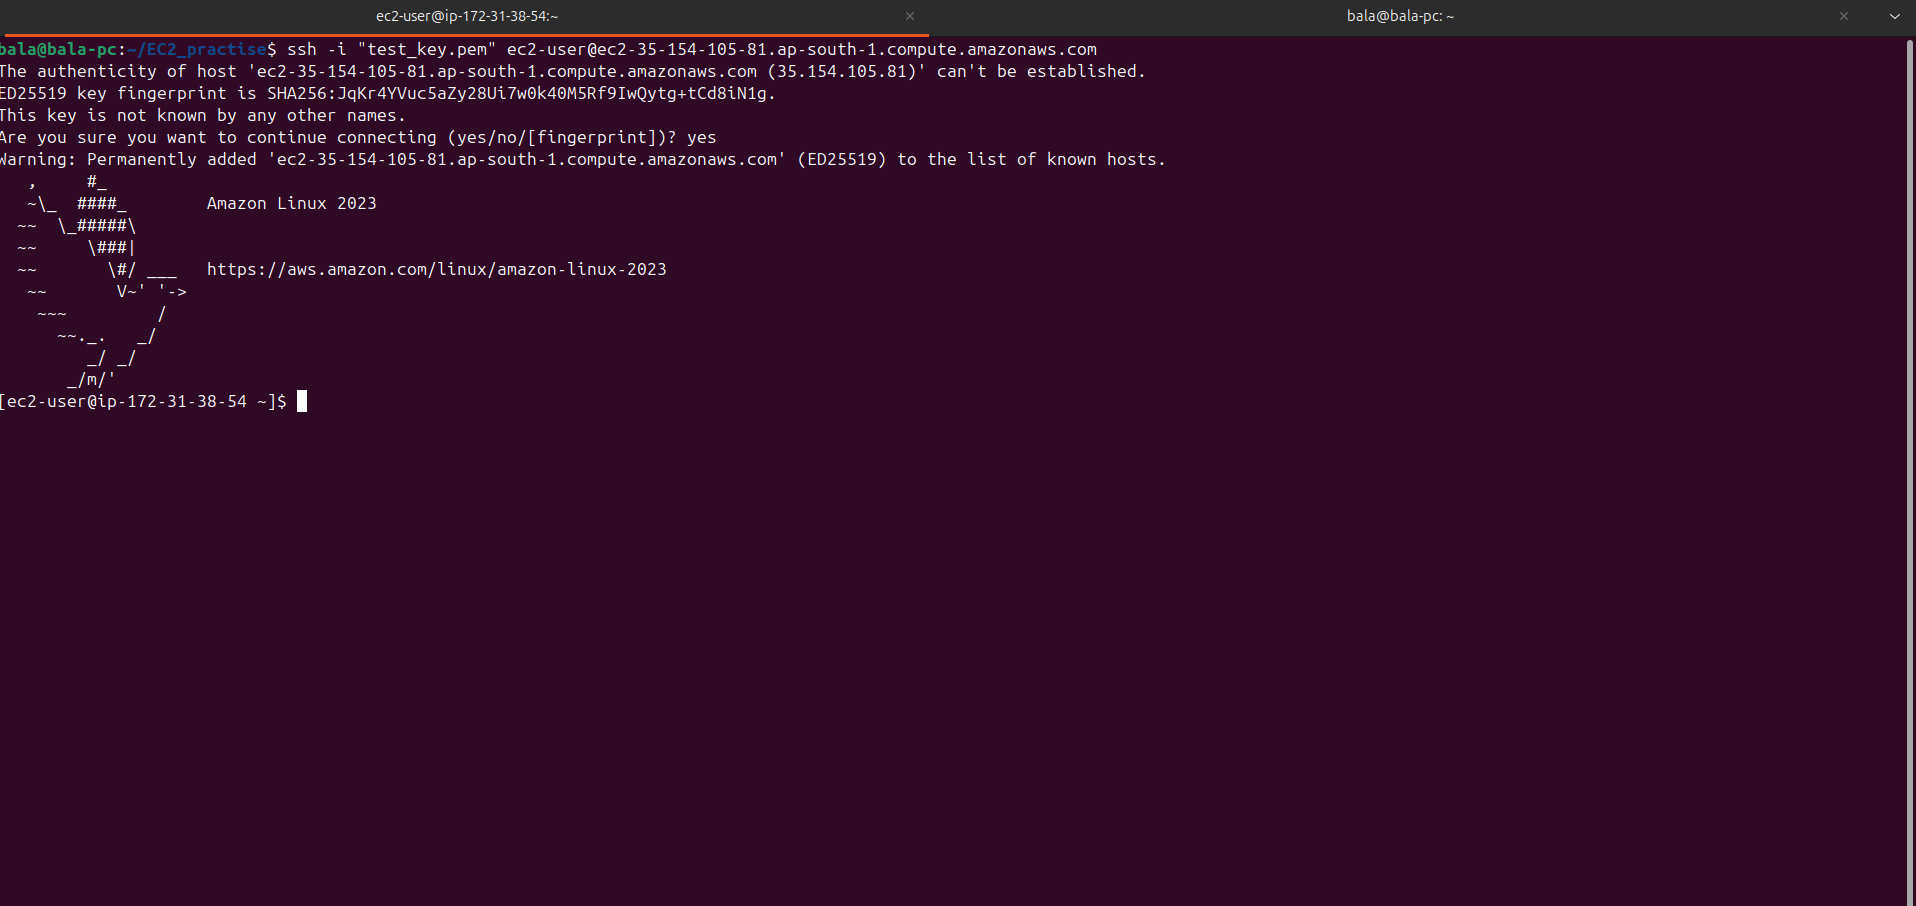 ec2-user@ip-172-31-38-54:~
bala@bala-pc: ~
bala@bala-pc:~/EC2_practise$ ssh -i "test_key.pem" ec2-user@ec2-35-154-105-81.ap-south-1.compute.amazonaws.com
The authenticity of host 'ec2-35-154-105-81.ap-south-1.compute.amazonaws.com (35.154.105.81)' can't be established.
ED25519 key fingerprint is SHA256:JqKr4YVuc5aZy28Ui7w0k40M5Rf9IwQytg+tCd8iN1g.
This key is not known by any other names.
Are you sure you want to continue connecting (yes/no/[fingerprint])? yes
Warning: Permanently added 'ec2-35-154-105-81.ap-south-1.compute.amazonaws.com' (ED25519) to the list of known hosts.
   ,     #_
   ~\_  ####_        Amazon Linux 2023
  ~~  \_#####\
  ~~     \###|
  ~~       \#/ ___   https://aws.amazon.com/linux/amazon-linux-2023
   ~~       V~' '->
    ~~~         /
      ~~._.   _/
         _/ _/
       _/m/'
[ec2-user@ip-172-31-38-54 ~]$